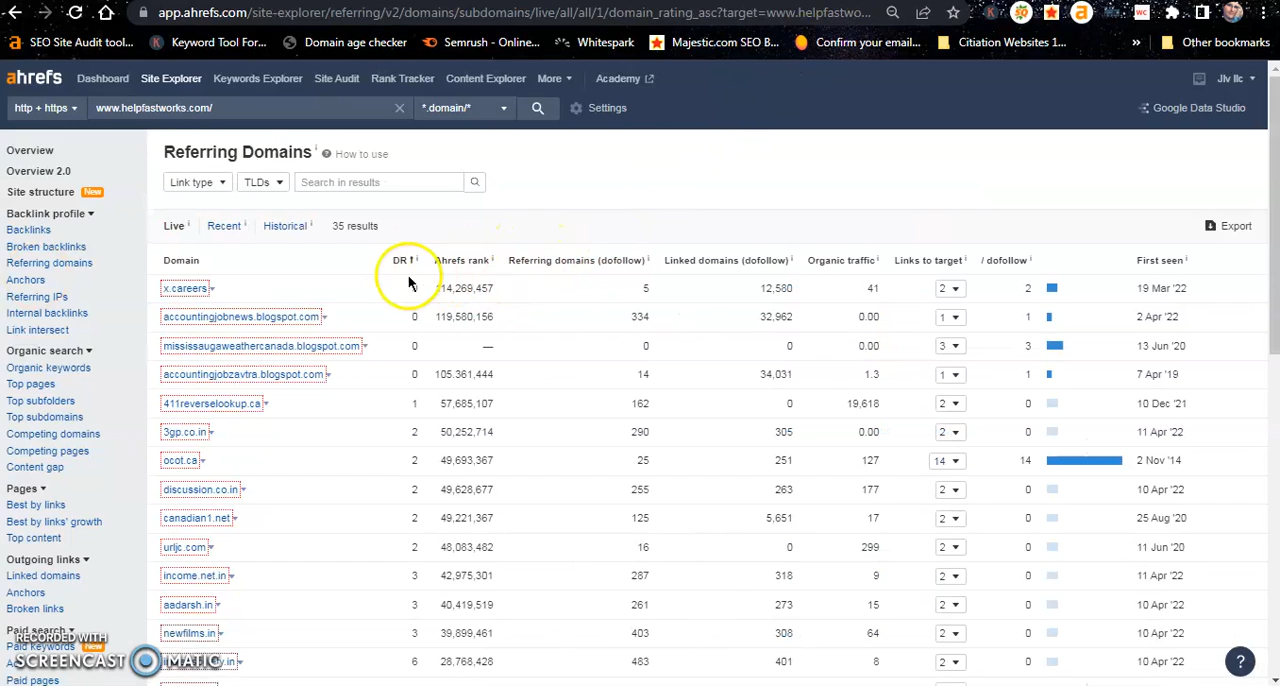 app.ahrefs.com/site-explorer/referring/v2/domains/subdomains/live/all/all/1/domain_rating_asc?target=www.helpfastwo...
SEO Site Audit tool... Keyword Tool For... Domain age checker Semrush - Online... Whitespark Majestic.com SEO B... Confirm your email... Citiation Websites 1... » Other bookmarks
ahrefs Dashboard Site Explorer Keywords Explorer Site Audit Rank Tracker Content Explorer More Academy Jlv llc
http + https www.helpfastworks.com/ *.domain/* Settings Google Data Studio
Overview
Overview 2.0
Site structure New
Backlink profile
Backlinks
Broken backlinks
Referring domains
Anchors
Referring IPs
Internal backlinks
Link intersect
Organic search
Organic keywords
Top pages
Top subfolders
Top subdomains
Competing domains
Competing pages
Content gap
Pages
Best by links
Best by links' growth
Top content
Outgoing links
Linked domains
Anchors
Broken links
Paid search
Paid keywords New
Paid pages
Referring Domains How to use
Link type TLDs Search in results
Live Recent Historical 35 results Export
Domain DR Ahrefs rank Referring domains (dofollow) Linked domains (dofollow) Organic traffic Links to target / dofollow First seen
x.careers 114,269,457 5 12,580 41 2 2 19 Mar '22
accountingjobnews.blogspot.com 0 119,580,156 334 32,962 0.00 1 1 2 Apr '22
mississaugaweathercanada.blogspot.com 0 — 0 0 0.00 3 3 13 Jun '20
accountingjobzavtra.blogspot.com 0 105,361,444 14 34,031 1.3 1 1 7 Apr '19
411reverselookup.ca 1 57,685,107 162 0 19,618 2 0 10 Dec '21
3gp.co.in 2 50,252,714 290 305 0.00 2 0 11 Apr '22
ocot.ca 2 49,693,367 25 251 127 14 14 2 Nov '14
discussion.co.in 2 49,628,677 255 263 177 2 0 10 Apr '22
canadian1.net 2 49,221,367 125 5,651 17 2 0 25 Aug '20
urljc.com 2 48,083,482 16 0 299 2 0 11 Jun '20
income.net.in 3 42,975,301 287 318 9 2 0 11 Apr '22
aadarsh.in 3 40,419,519 261 273 15 2 0 10 Apr '22
newfilms.in 3 39,899,461 403 308 64 2 0 10 Apr '22
6 28,768,428 483 401 8 2 0 10 Apr '22
RECORDED WITH
SCREENCAST MATIC